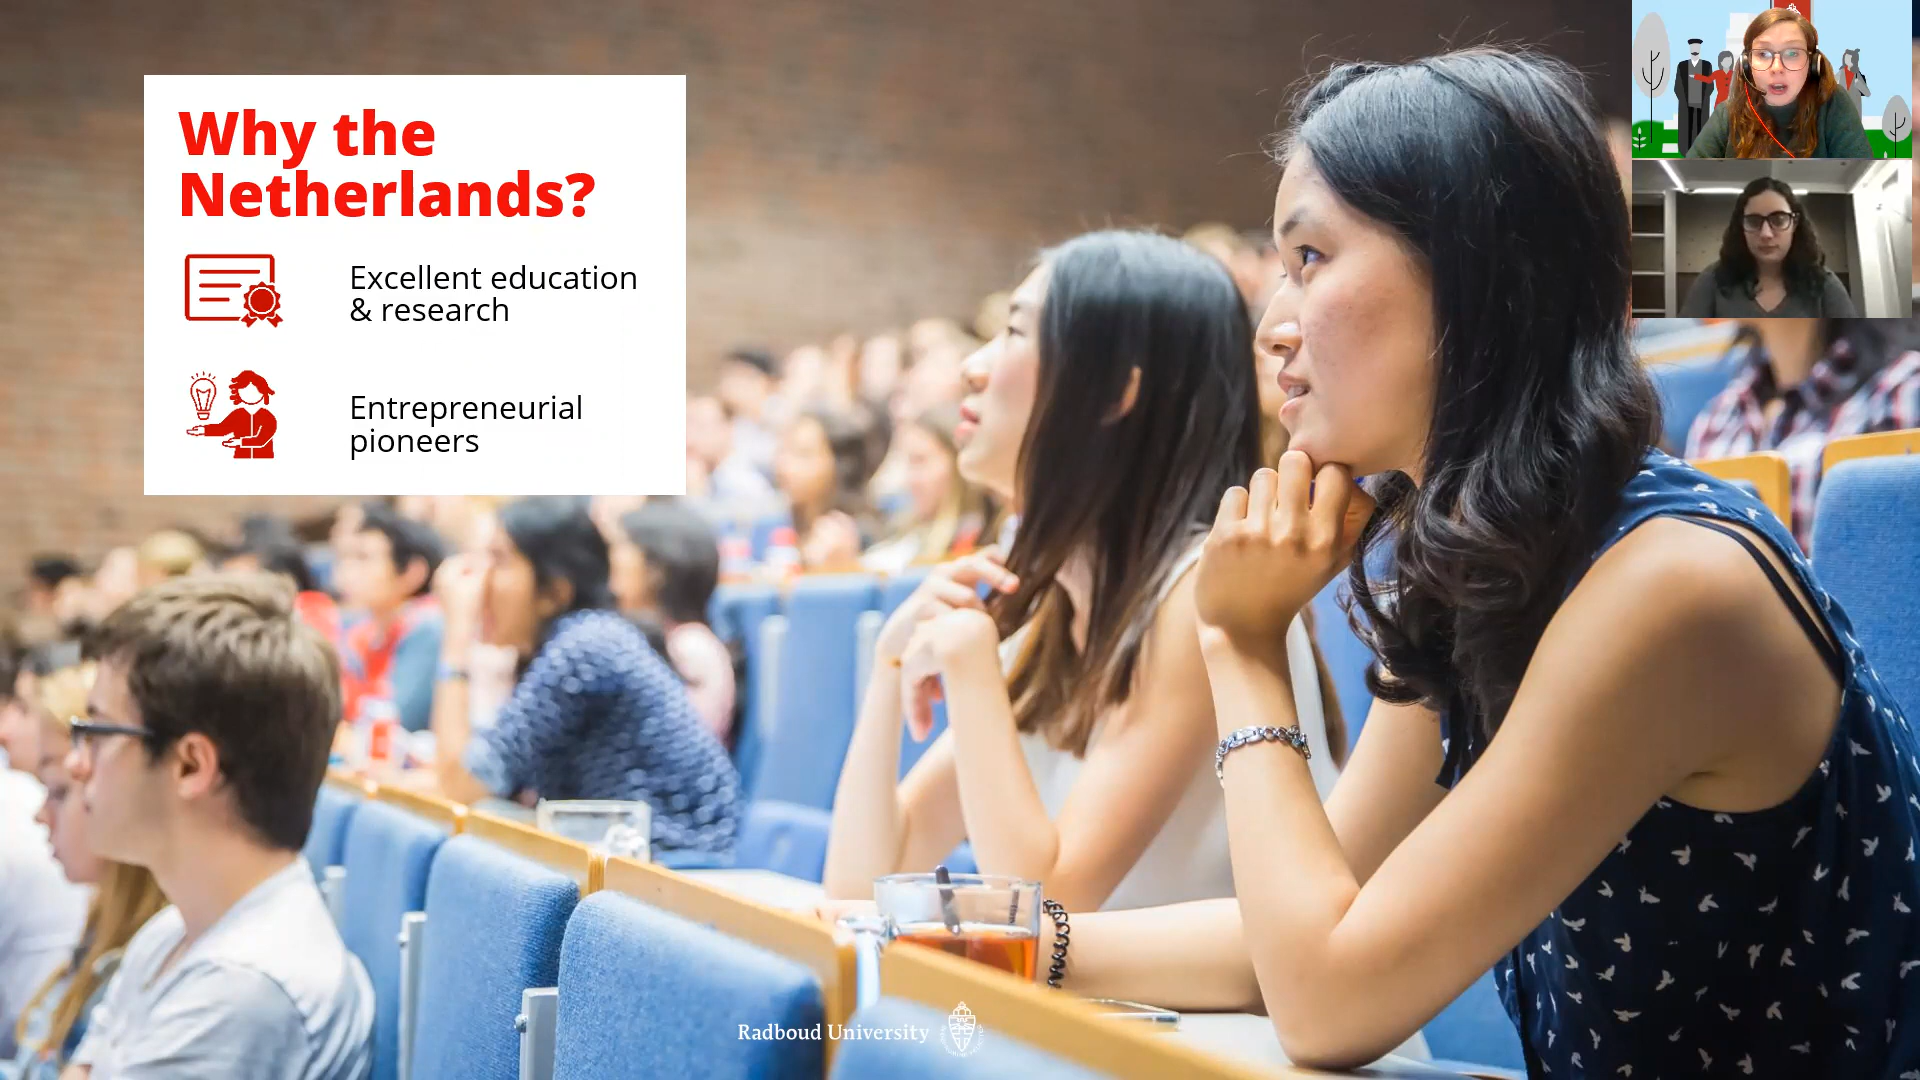 Why the
Netherlands?
Excellent education
& research
Entrepreneurial
pioneers
Radboud University